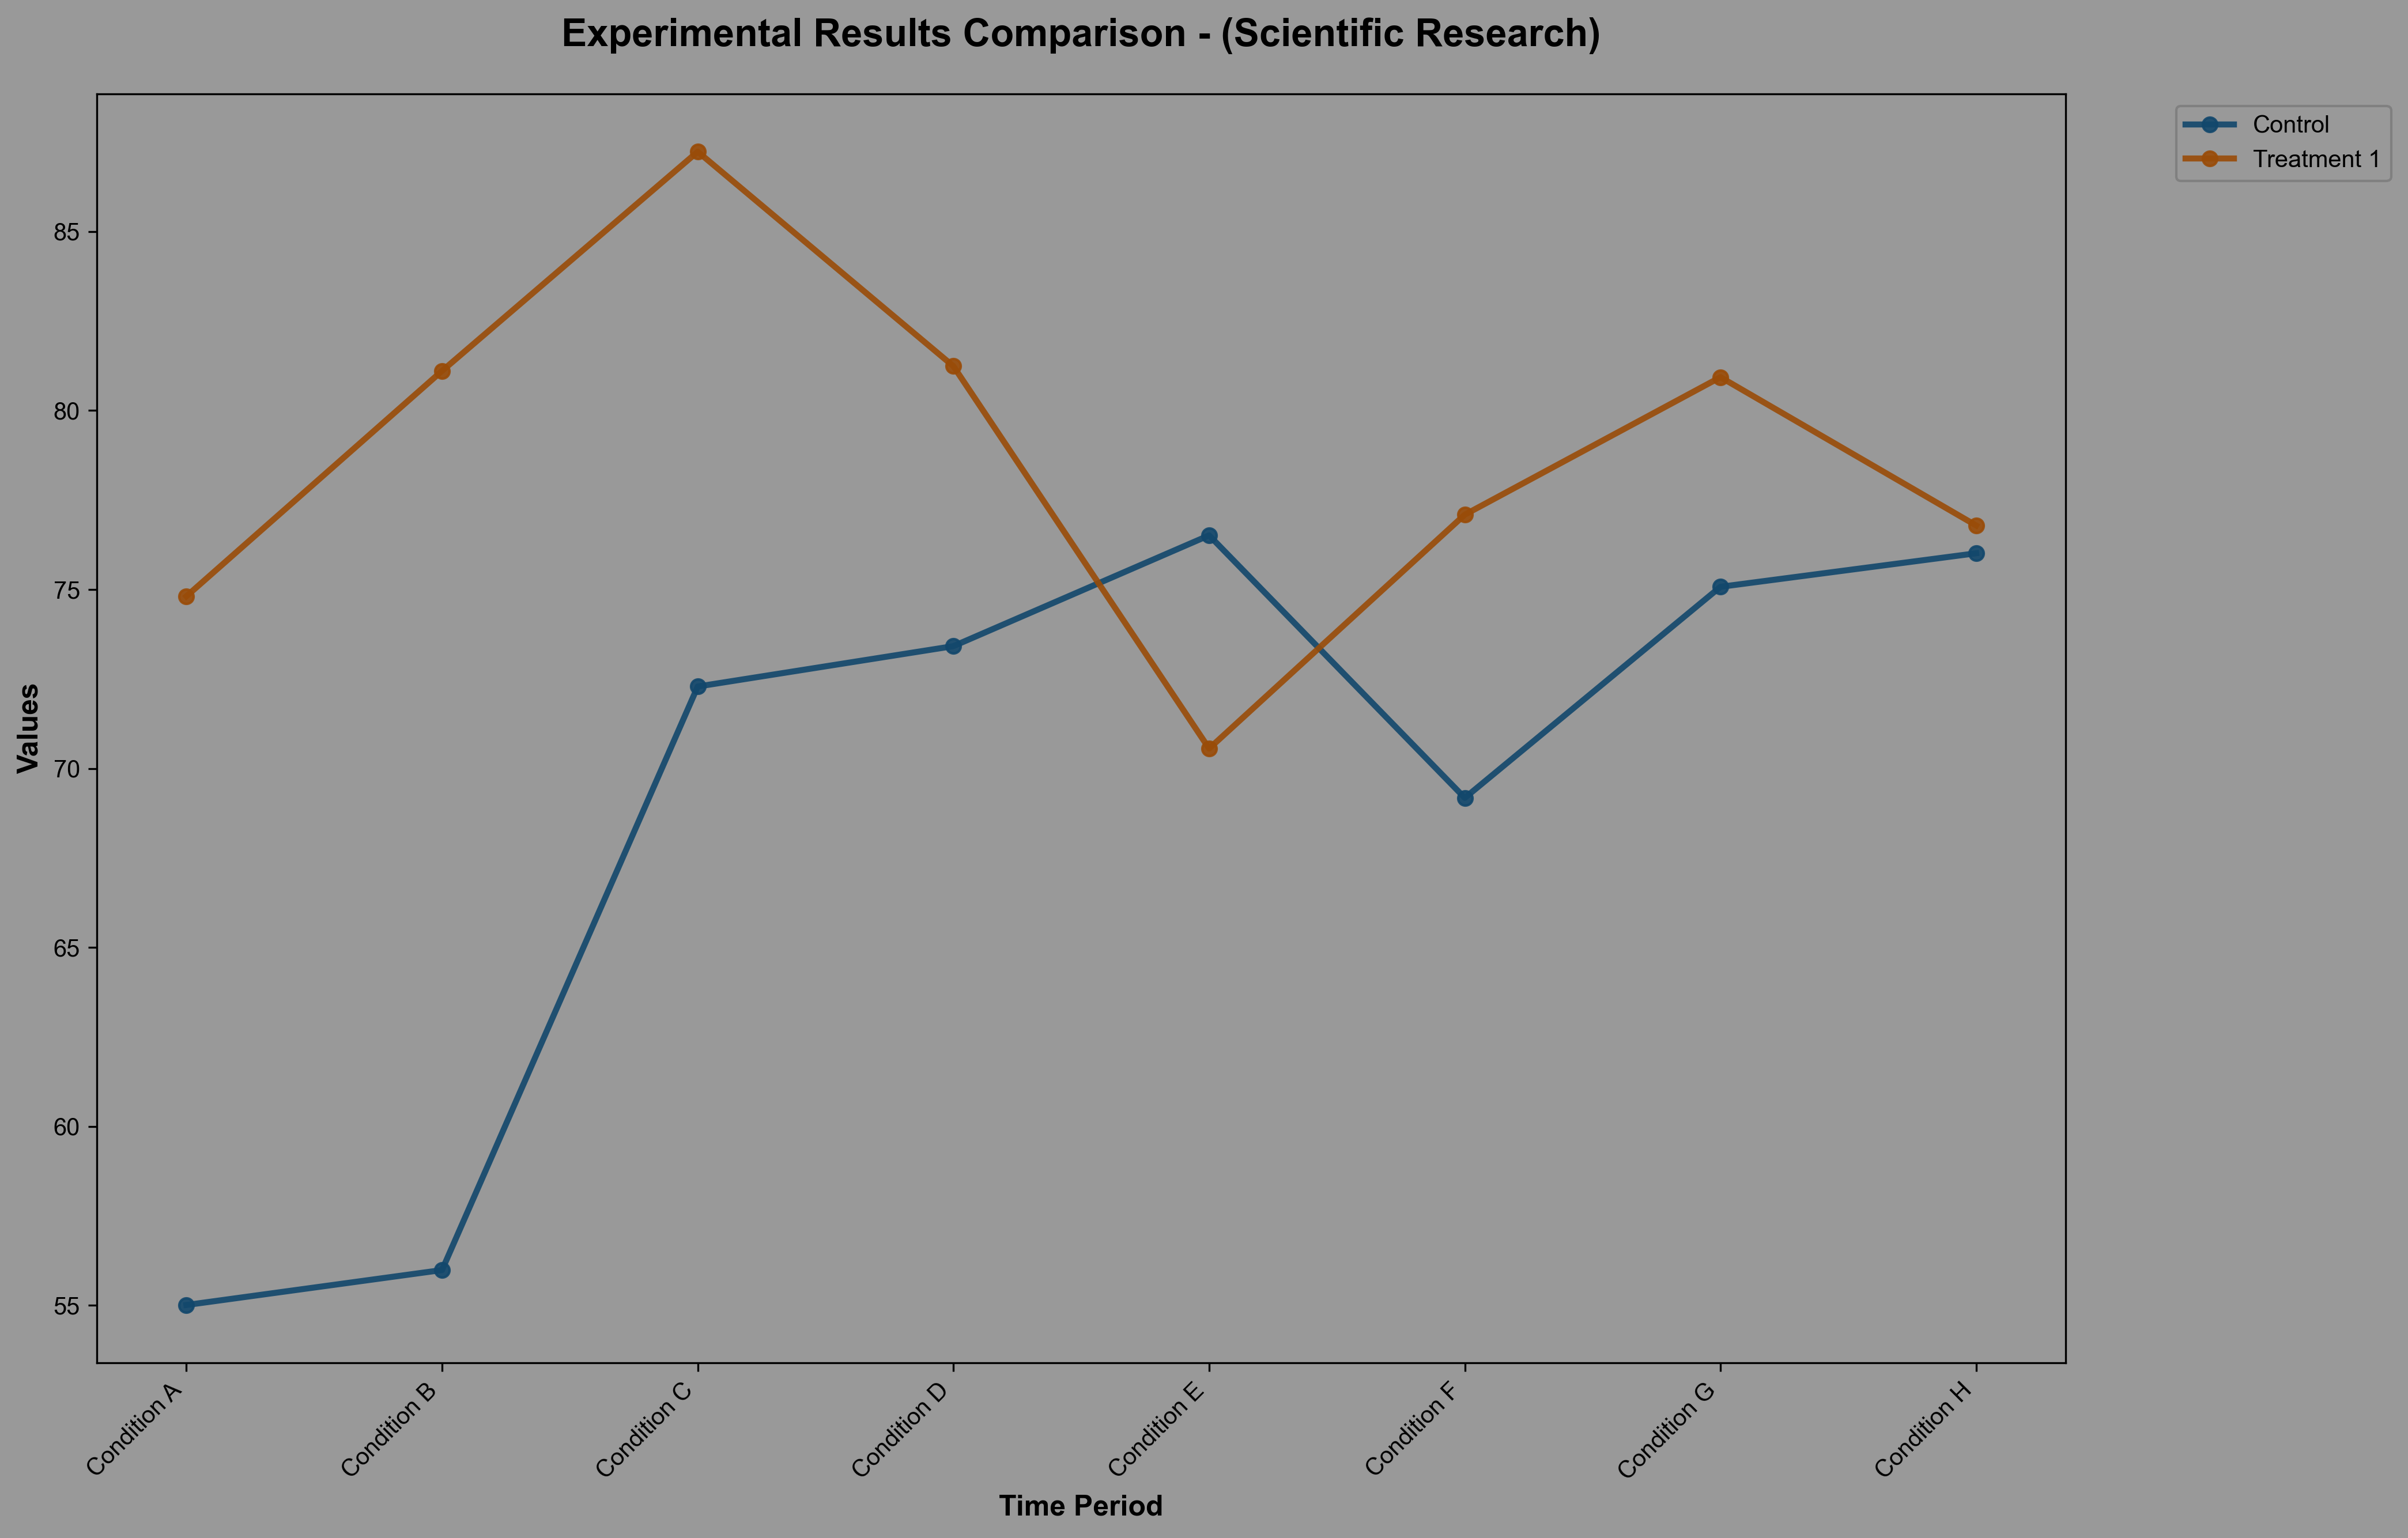 Experimental Results Comparison - (Scientific Research)
Control
Treatment 1
85
80
75
70
65
60
55
Values
Condition A
Condition B
Condition C
Condition D
Condition E
Condition F
Condition G
Condition H
Time Period